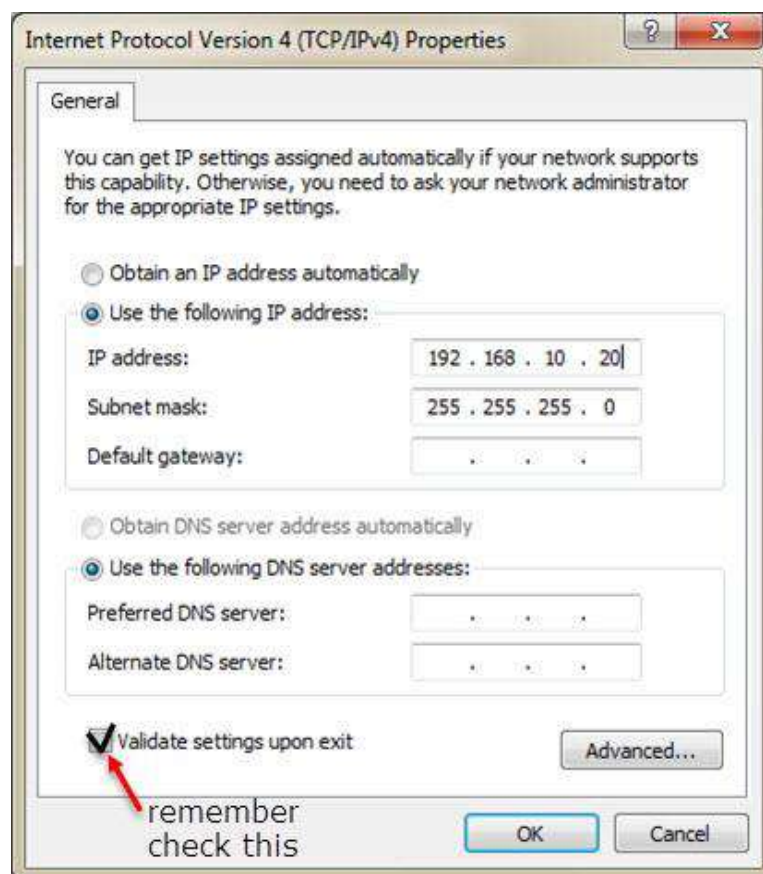 Internet Protocol Version 4 (TCP/IPv4) Properties
General
You can get IP settings assigned automatically if your network supports
this capability. Otherwise, you need to ask your network administrator
for the appropriate IP settings.
Obtain an IP address automatically
Use the following IP address:
IP address: 192 . 168 . 10 . 20
Subnet mask: 255 . 255 . 255 . 0
Default gateway: . . .
Obtain DNS server address automatically
Use the following DNS server addresses:
Preferred DNS server: . . .
Alternate DNS server: . . .
Validate settings upon exit
Advanced...
remember
check this
OK
Cancel